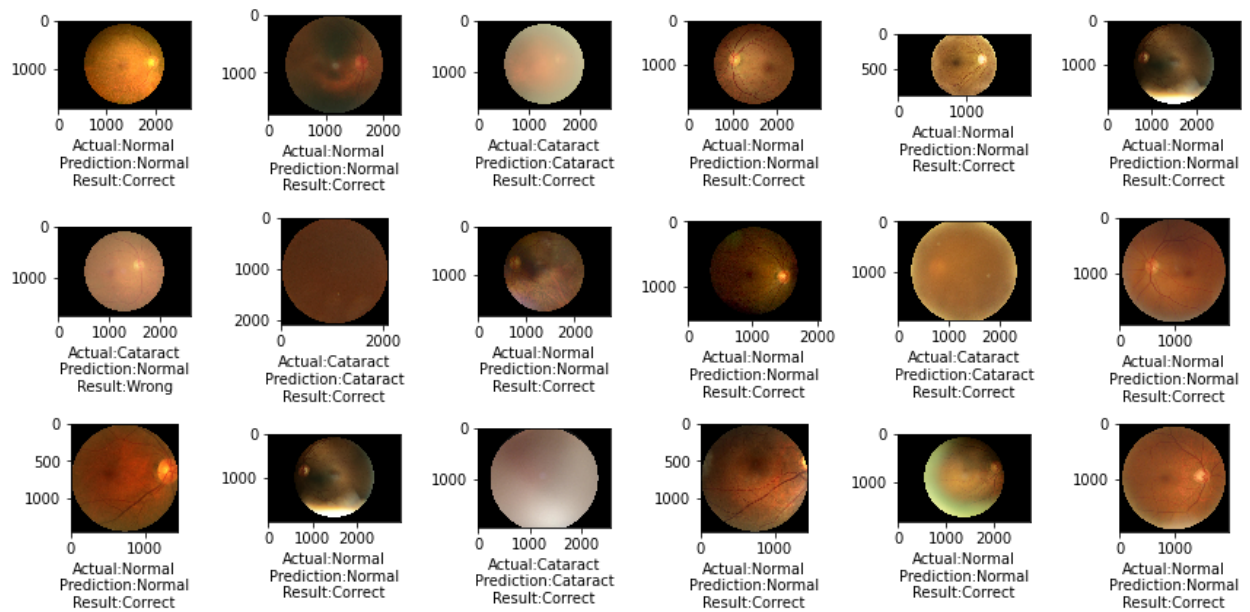 0
1000
0 1000 2000
Actual:Normal
Prediction:Normal
Result:Correct
0
1000
0 1000 2000
Actual:Normal
Prediction:Normal
Result:Correct
0
1000
0 1000 2000
Actual:Cataract
Prediction:Cataract
Result:Correct
0
1000
0 1000 2000
Actual:Normal
Prediction:Normal
Result:Correct
0
500
0 1000
Actual:Normal
Prediction:Normal
Result:Correct
0
1000
0 1000 2000
Actual:Normal
Prediction:Normal
Result:Correct
0
1000
0 1000 2000
Actual:Cataract
Prediction:Normal
Result:Wrong
0
1000
2000
0 2000
Actual:Cataract
Prediction:Cataract
Result:Correct
0
1000
0 1000 2000
Actual:Normal
Prediction:Normal
Result:Correct
0
1000
0 1000 2000
Actual:Normal
Prediction:Normal
Result:Correct
0
1000
0 1000 2000
Actual:Cataract
Prediction:Cataract
Result:Correct
0
1000
0 1000
Actual:Normal
Prediction:Normal
Result:Correct
0
500
1000
0 1000
Actual:Normal
Prediction:Normal
Result:Correct
0
1000
0 1000 2000
Actual:Normal
Prediction:Normal
Result:Correct
0
1000
0 1000 2000
Actual:Cataract
Prediction:Cataract
Result:Correct
0
500
1000
0 1000
Actual:Normal
Prediction:Normal
Result:Correct
0
1000
0 1000 2000
Actual:Normal
Prediction:Normal
Result:Correct
0
1000
0 1000
Actual:Normal
Prediction:Normal
Result:Correct